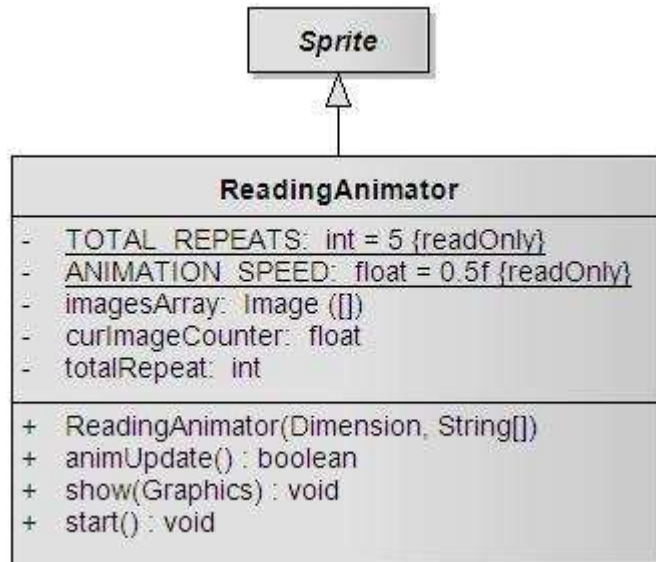 Sprite
ReadingAnimator
- TOTAL_REPEATS: int = 5 {readOnly}
- ANIMATION_SPEED: float = 0.5f {readOnly}
- imagesArray: Image ([])
- curImageCounter: float
- totalRepeat: int
+ ReadingAnimator(Dimension, String[])
+ animUpdate() : boolean
+ show(Graphics) : void
+ start() : void